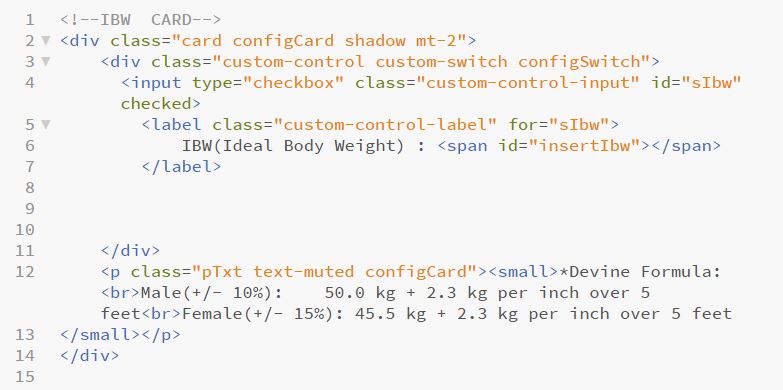 1 <!--IBW  CARD-->
2 <div class="card configCard shadow mt-2">
3 <div class="custom-control custom-switch configSwitch">
4 <input type="checkbox" class="custom-control-input" id="sIbw"
checked>
5 <label class="custom-control-label" for="sIbw">
6 IBW(Ideal Body Weight) : <span id="insertIbw"></span>
7 </label>
8
9
10
11 </div>
12 <p class="pTxt text-muted configCard"><small>*Devine Formula:
<br>Male(+/- 10%):    50.0 kg + 2.3 kg per inch over 5
feet<br>Female(+/- 15%): 45.5 kg + 2.3 kg per inch over 5 feet
13 </small></p>
14 </div>
15